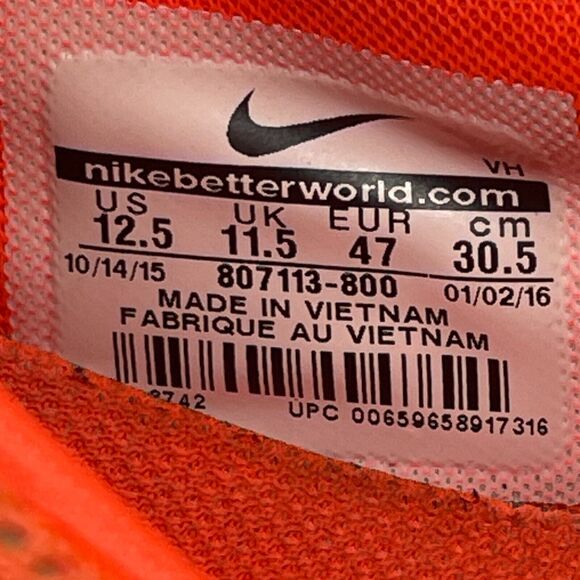 VH
nikebetterworld.com
US UK EUR cm
12.5 11.5 47 30.5
10/14/15 807113-800 01/02/16
MADE IN VIETNAM
FABRIQUE AU VIETNAM
3742 UPC 00659658917316